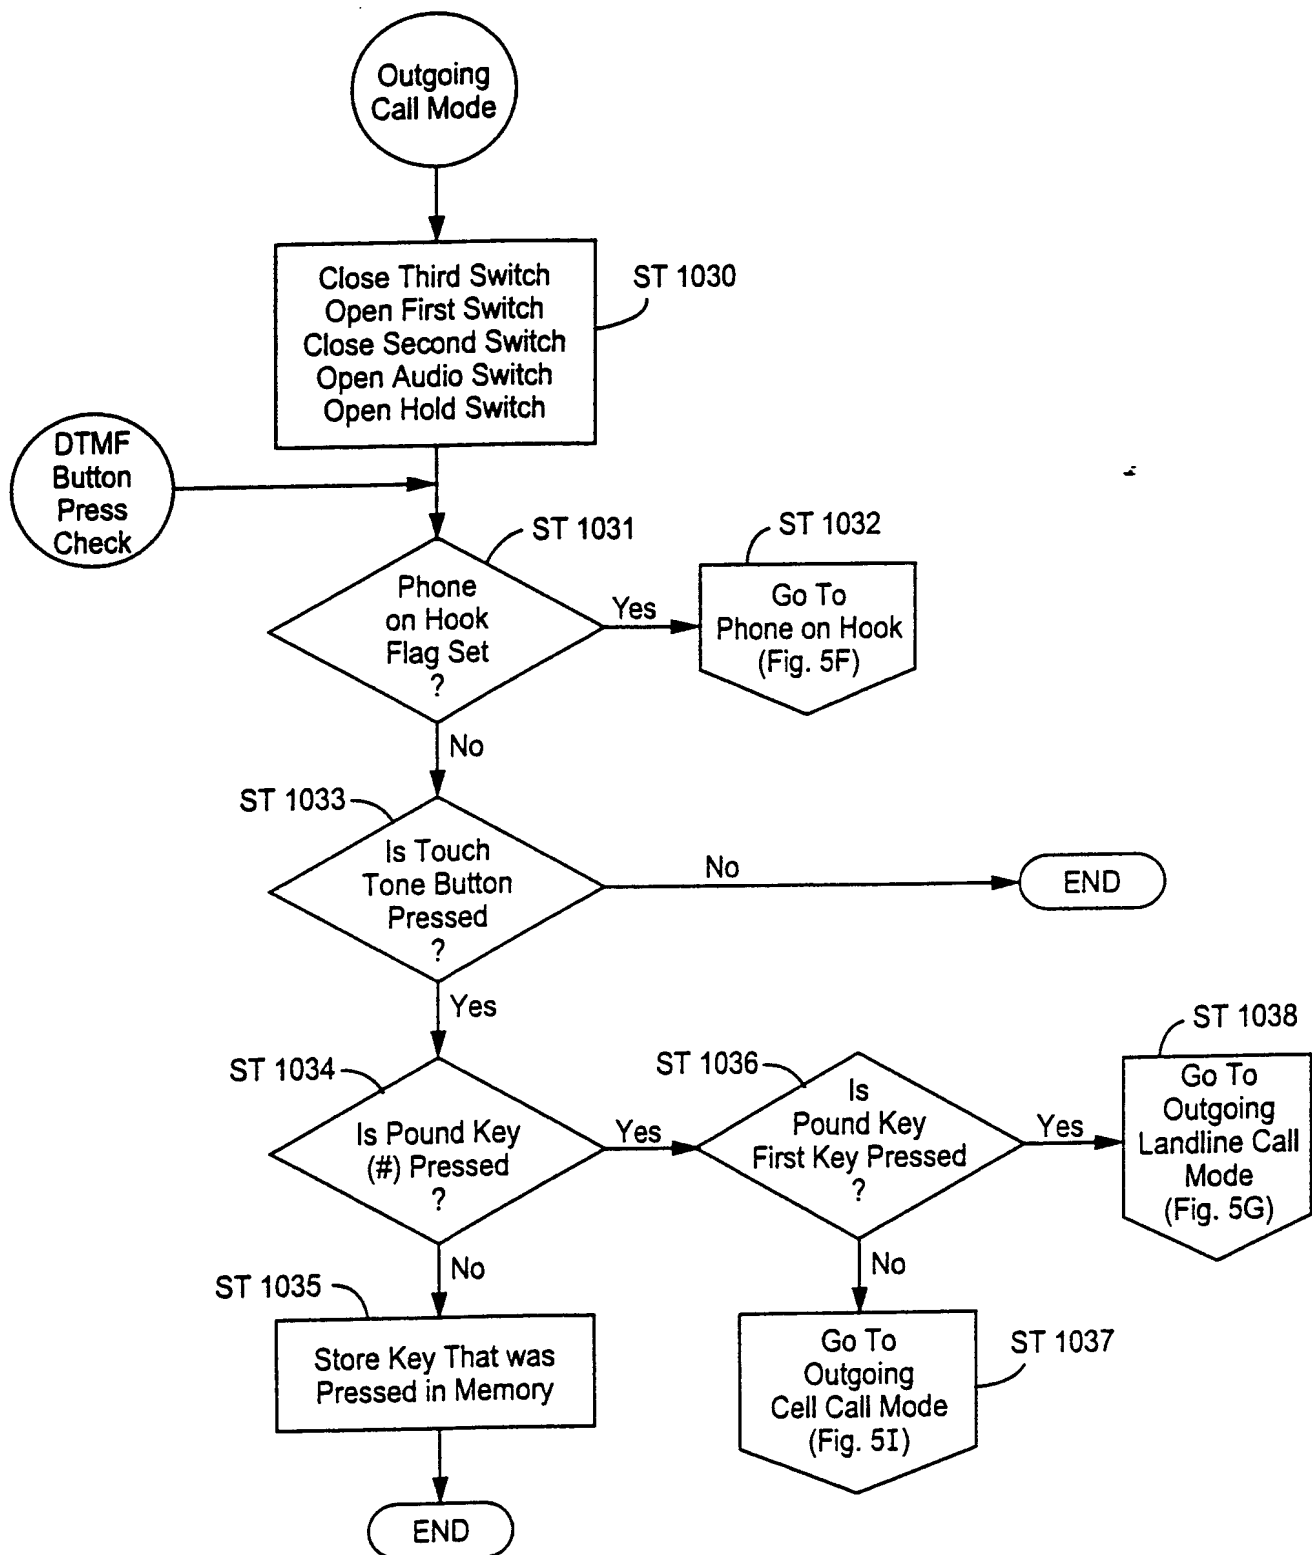 Outgoing
Call Mode
Close Third Switch
Open First Switch
Close Second Switch
Open Audio Switch
Open Hold Switch
ST 1030
DTMF
Button
Press
Check
ST 1031
Phone
on Hook
Flag Set
?
Yes
ST 1032
Go To
Phone on Hook
(Fig. 5F)
No
ST 1033
Is Touch
Tone Button
Pressed
?
No
END
Yes
ST 1034
Is Pound Key
(#) Pressed
?
Yes
ST 1036
Is
Pound Key
First Key Pressed
?
Yes
ST 1038
Go To
Outgoing
Landline Call
Mode
(Fig. 5G)
No
ST 1035
Store Key That was
Pressed in Memory
END
No
Go To
Outgoing
Cell Call Mode
(Fig. 5I)
ST 1037